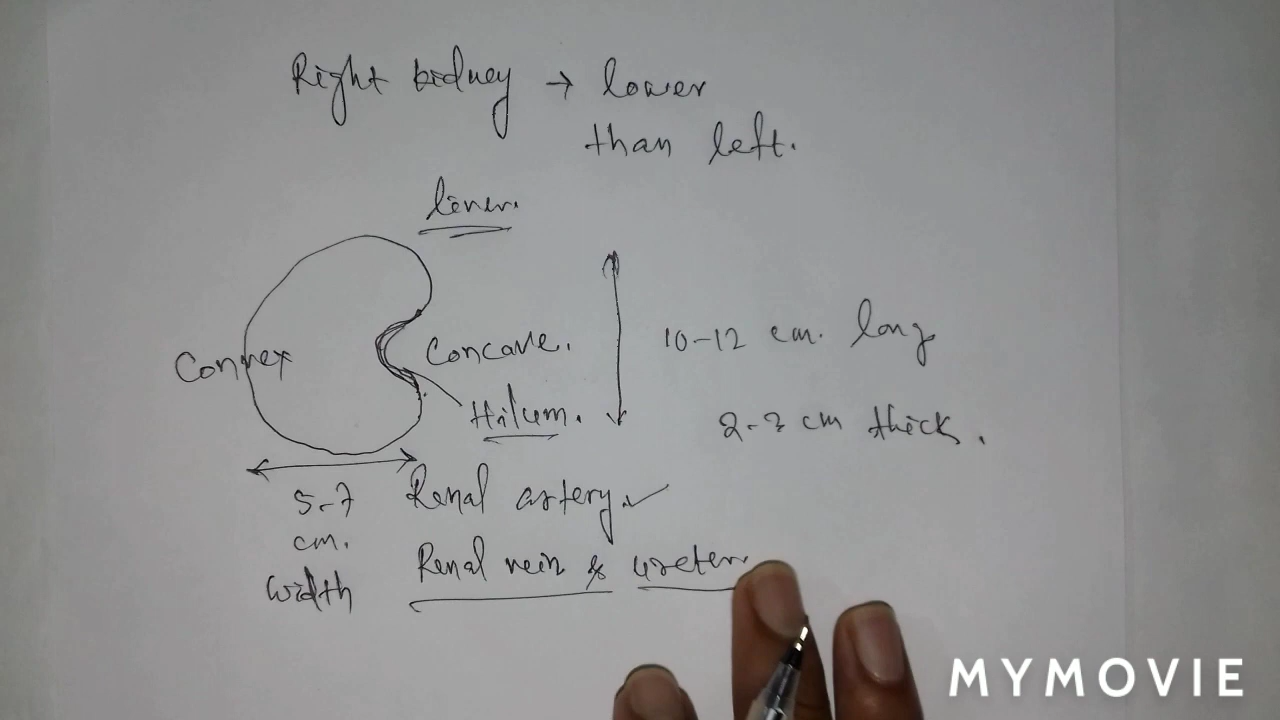 Right kidney → lower
than left.
liver.
Convex
Concave.
Hilum.
10-12 cm. long
2-3 cm thick.
5-7
cm.
width
Renal artery.
Renal vein & ureter
MYMOVIE